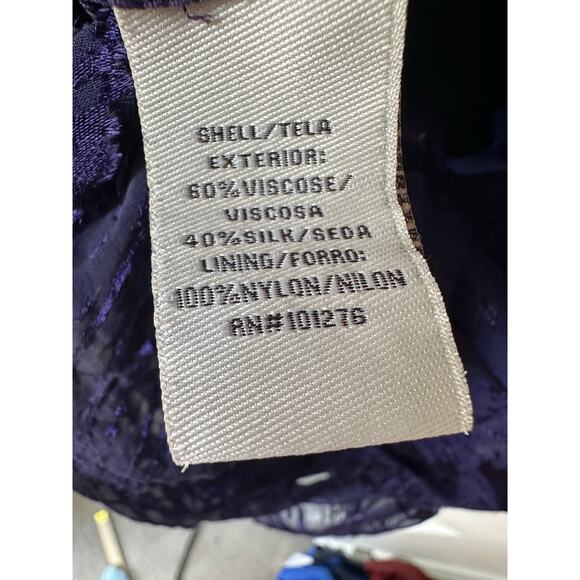 SHELL/TELA
EXTERIOR:
60%VISCOSE/
VISCOSA
40%SILK/SEDA
LINING/FORRO:
100%NYLON/NILON
RN#101276